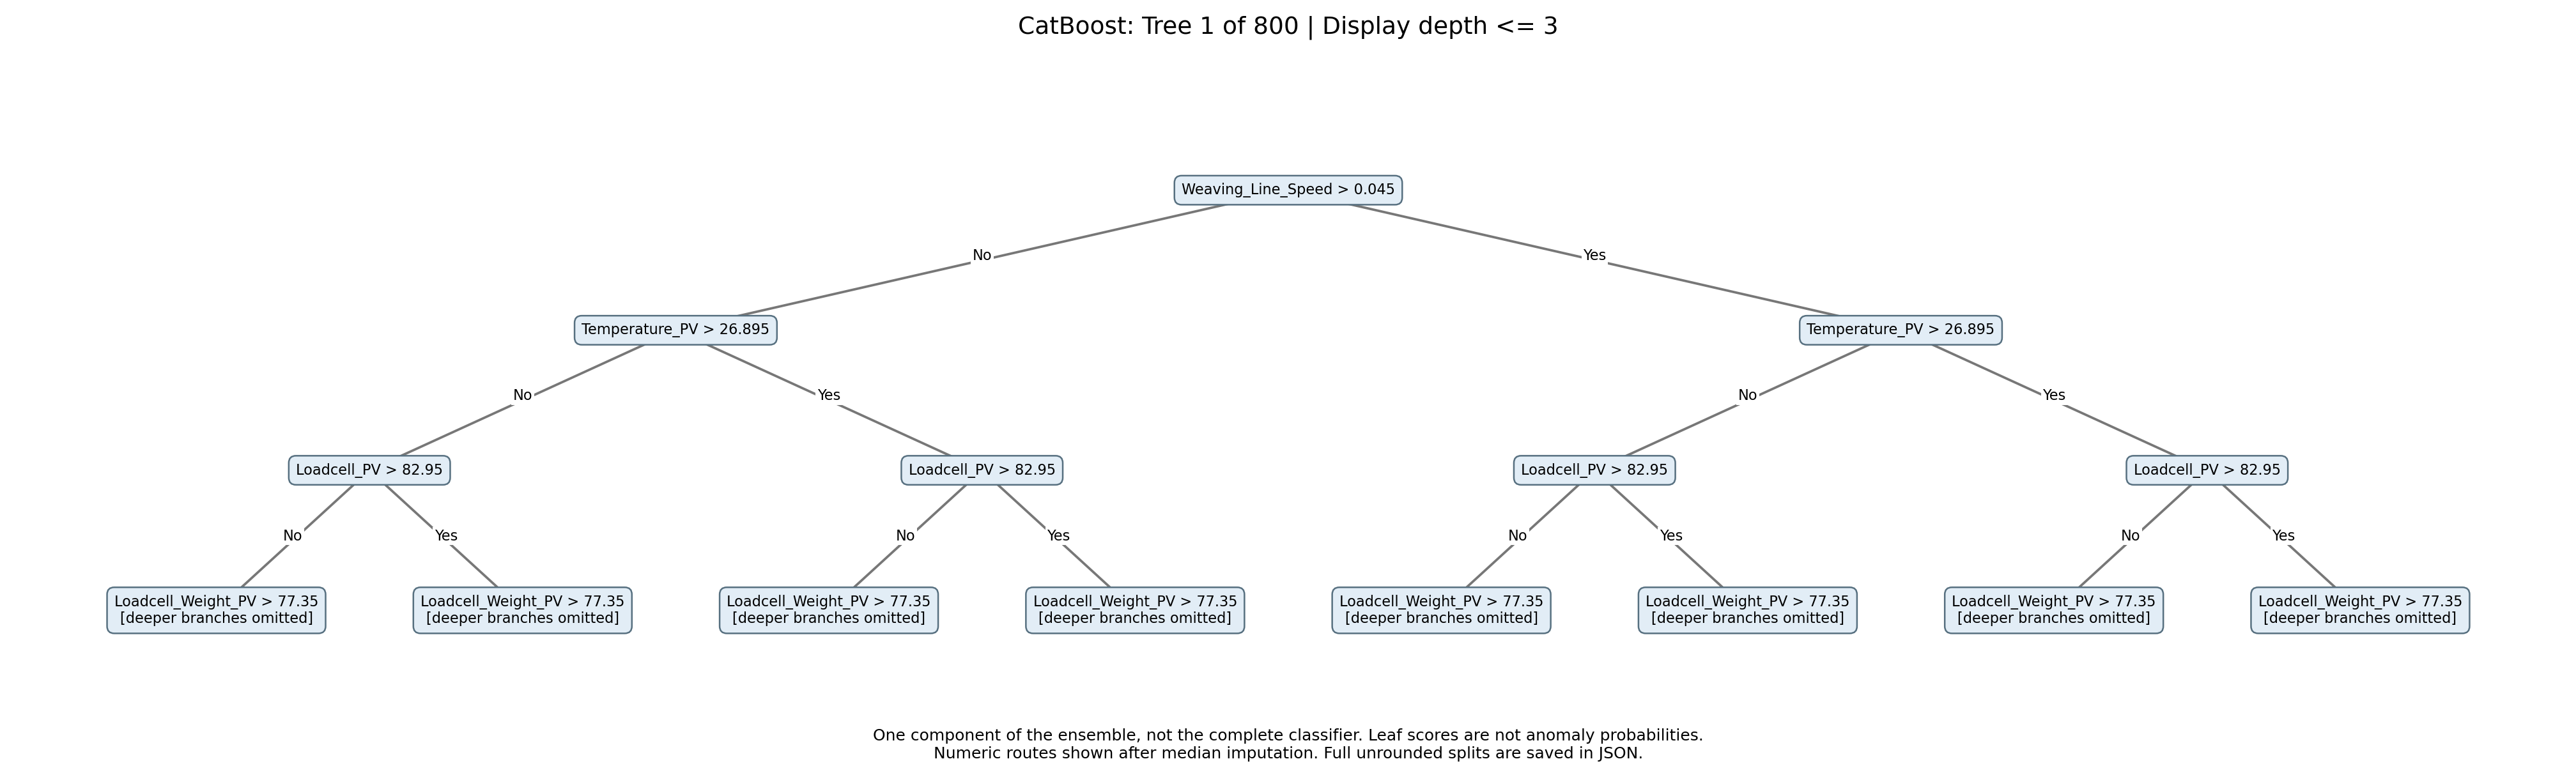 CatBoost: Tree 1 of 800 | Display depth <= 3
Weaving_Line_Speed > 0.045
No
Yes
Temperature_PV > 26.895
Temperature_PV > 26.895
No
Yes
No
Yes
Loadcell_PV > 82.95
Loadcell_PV > 82.95
Loadcell_PV > 82.95
Loadcell_PV > 82.95
No
Yes
No
Yes
No
Yes
No
Yes
Loadcell_Weight_PV > 77.35
[deeper branches omitted]
Loadcell_Weight_PV > 77.35
[deeper branches omitted]
Loadcell_Weight_PV > 77.35
[deeper branches omitted]
Loadcell_Weight_PV > 77.35
[deeper branches omitted]
Loadcell_Weight_PV > 77.35
[deeper branches omitted]
Loadcell_Weight_PV > 77.35
[deeper branches omitted]
Loadcell_Weight_PV > 77.35
[deeper branches omitted]
Loadcell_Weight_PV > 77.35
[deeper branches omitted]
One component of the ensemble, not the complete classifier. Leaf scores are not anomaly probabilities.
Numeric routes shown after median imputation. Full unrounded splits are saved in JSON.